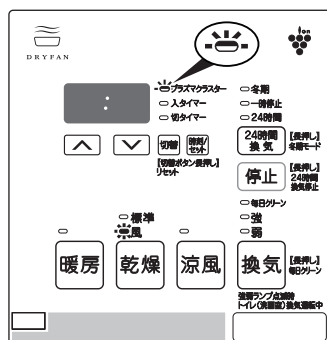 DRYFAN
ion
プラズマクラスター
入タイマー
切タイマー
冬期
一時停止
24時間
切替
時刻/
セット
【切替ボタン長押し】
リセット
24時間
換気
【長押し】
冬期モード
停止
【長押し】
24時間
換気停止
毎日クリーン
標準
風
強
弱
暖房
乾燥
涼風
換気
【長押し】
毎日クリーン
強弱ランプ点滅時
トイレ(洗面室)換気運転中